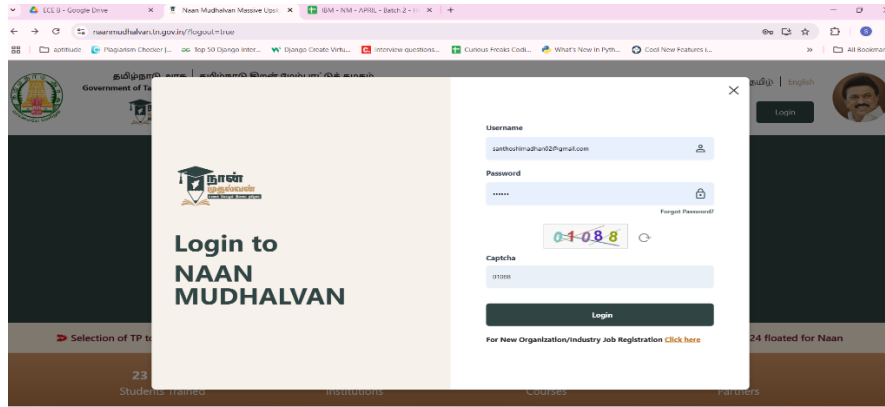 ECE B - Google Drive
Naan Mudhalvan Massive Upsk
IBM - NM - APRIL - Batch 2 -
naanmudhalvan.tn.gov.in/?logout=true
aptitude
Plagiarism Checker |...
Top 50 Django Inter...
Django Create Virtu...
Interview questions...
Curious Freaks Codi...
What's New In Pyth...
Cool New Features i...
All Bookmar
தமிழ்
English
Government of Ta
Login
நான்
முதல்வன்
Login to
NAAN
MUDHALVAN
Username
santhoshimadhan02@gmail.com
Password
Forgot Password?
01088
Captcha
01088
Login
For New Organization/Industry Job Registration Click here
Selection of TP to
24 floated for Naan
23
Students Trained
Institutions
Courses
Partners